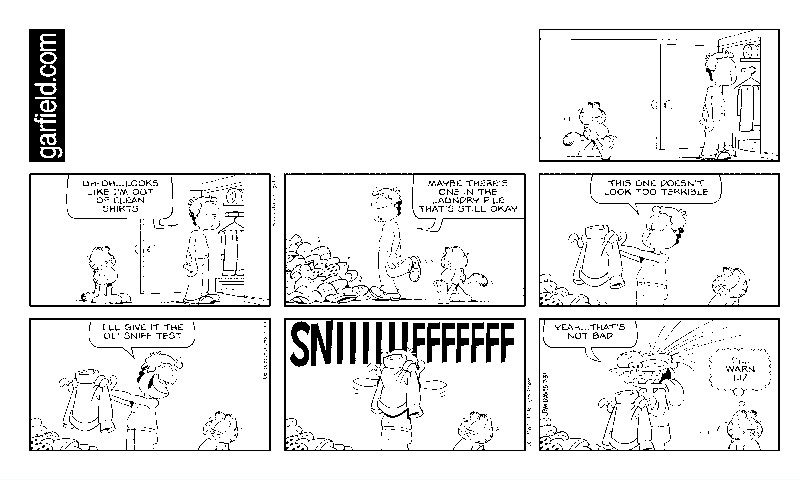 garfield.com
UH-OH...LOOKS
LIKE I'M OUT
OF CLEAN
SHIRTS
MAYBE THERE'S
ONE IN THE
LAUNDRY PILE
THAT'S STILL OKAY
THIS ONE DOESN'T
LOOK TOO TERRIBLE
I'LL GIVE IT THE
OL' SNIFF TEST
SNIIIIIIFFFFFFF
YEAH...THAT'S
NOT BAD
WARN